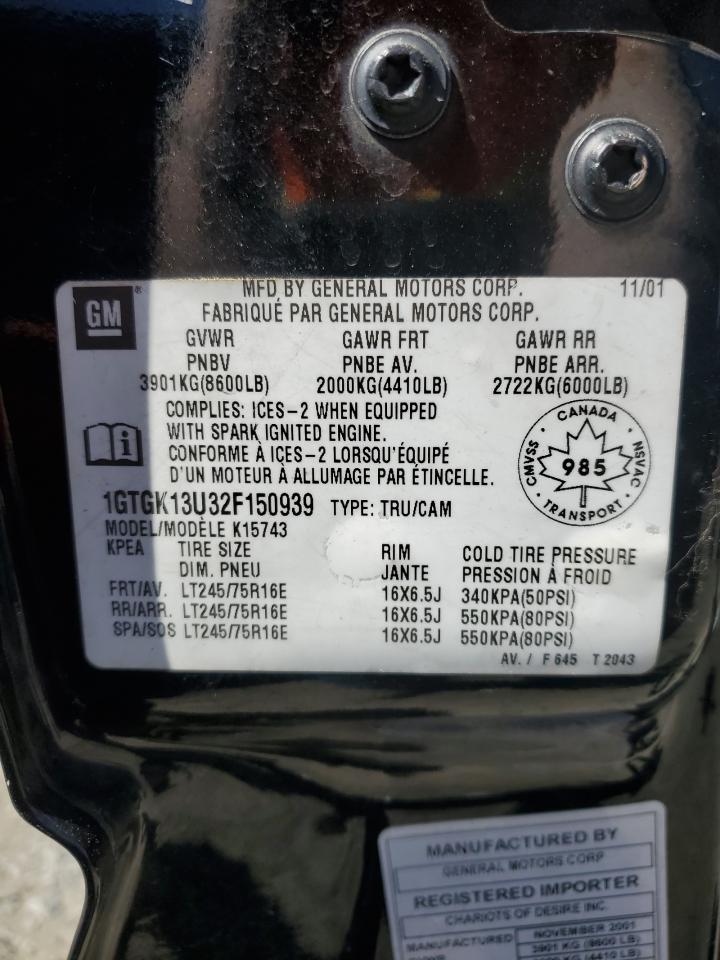 GM
MFD BY GENERAL MOTORS CORP. 11/01
FABRIQUÉ PAR GENERAL MOTORS CORP.
GVWR GAWR FRT GAWR RR
PNBV PNBE AV. PNBE ARR.
3901KG(8600LB) 2000KG(4410LB) 2722KG(6000LB)
COMPLIES: ICES-2 WHEN EQUIPPED
WITH SPARK IGNITED ENGINE.
CONFORME À ICES-2 LORSQU'ÉQUIPÉ
D'UN MOTEUR À ALLUMAGE PAR ÉTINCELLE.
CANADA
CMVSS 985 NSVAC
TRANSPORT
1GTGK13U32F150939 TYPE: TRU/CAM
MODEL/MODÈLE K15743
KPEA TIRE SIZE RIM COLD TIRE PRESSURE
DIM. PNEU JANTE PRESSION À FROID
FRT/AV. LT245/75R16E 16X6.5J 340KPA(50PSI)
RR/ARR. LT245/75R16E 16X6.5J 550KPA(80PSI)
SPA/SOS LT245/75R16E 16X6.5J 550KPA(80PSI)
AV. / F 645 T 2043
MANUFACTURED BY
GENERAL MOTORS CORP
REGISTERED IMPORTER
CHARIOTS OF DESIRE INC.
MANUFACTURED NOVEMBER 2001
3901 KG (8600 LB)
KG (4410 LB)